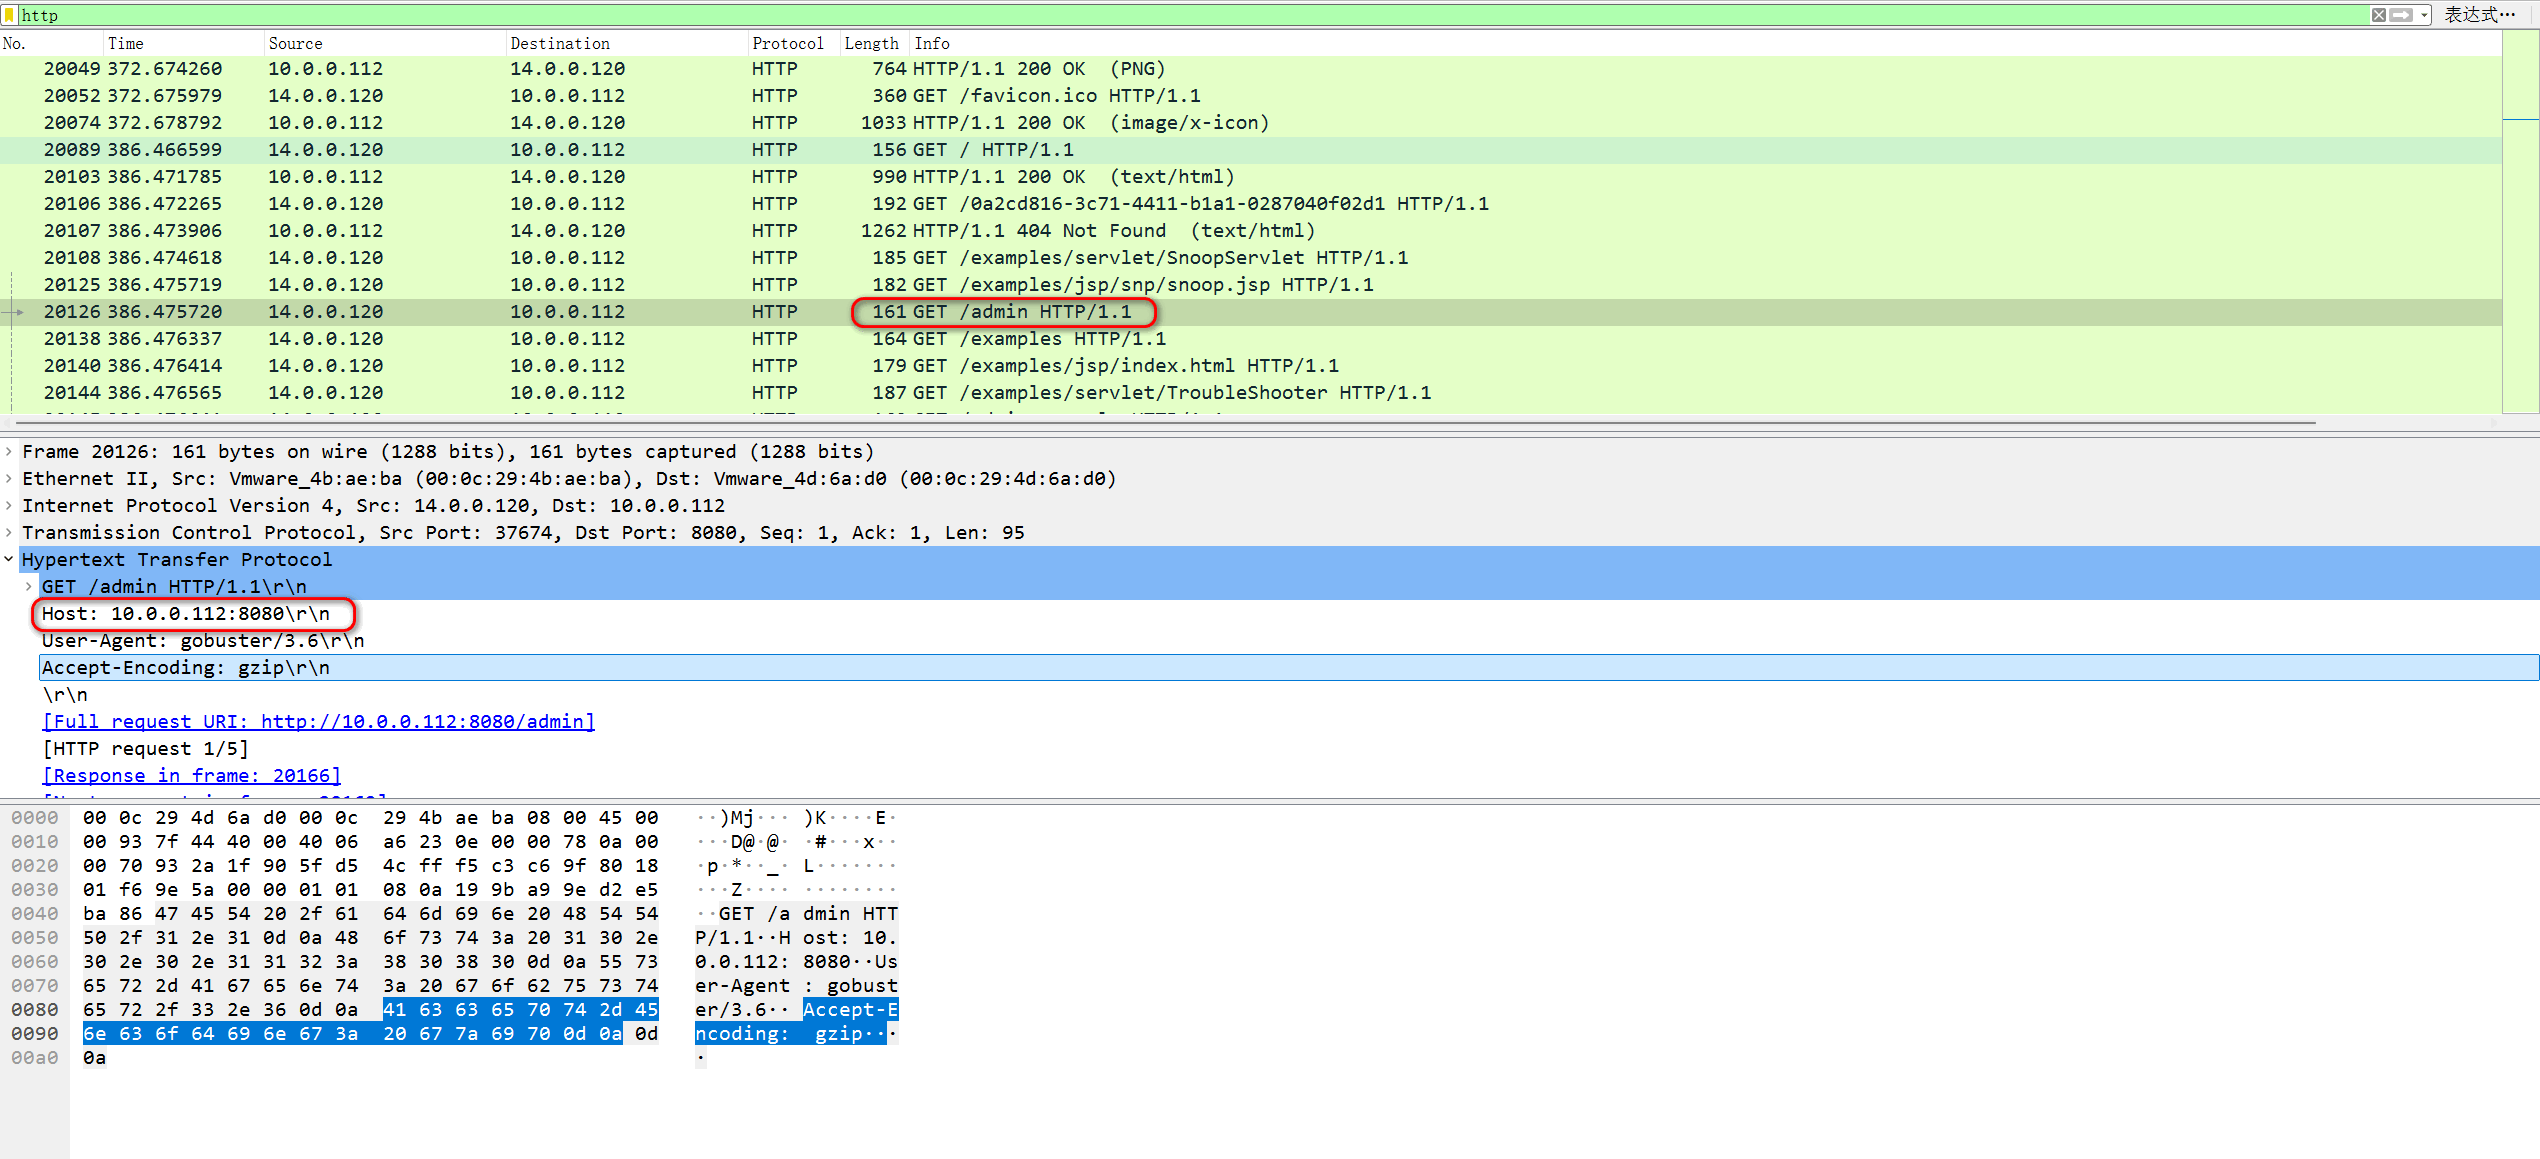 http 表达式…
No. Time Source Destination Protocol Length Info
20049 372.674260 10.0.0.112 14.0.0.120 HTTP 764 HTTP/1.1 200 OK (PNG)
20052 372.675979 14.0.0.120 10.0.0.112 HTTP 360 GET /favicon.ico HTTP/1.1
20074 372.678792 10.0.0.112 14.0.0.120 HTTP 1033 HTTP/1.1 200 OK (image/x-icon)
20089 386.466599 14.0.0.120 10.0.0.112 HTTP 156 GET / HTTP/1.1
20103 386.471785 10.0.0.112 14.0.0.120 HTTP 990 HTTP/1.1 200 OK (text/html)
20106 386.472265 14.0.0.120 10.0.0.112 HTTP 192 GET /0a2cd816-3c71-4411-b1a1-0287040f02d1 HTTP/1.1
20107 386.473906 10.0.0.112 14.0.0.120 HTTP 1262 HTTP/1.1 404 Not Found (text/html)
20108 386.474618 14.0.0.120 10.0.0.112 HTTP 185 GET /examples/servlet/SnoopServlet HTTP/1.1
20125 386.475719 14.0.0.120 10.0.0.112 HTTP 182 GET /examples/jsp/snp/snoop.jsp HTTP/1.1
20126 386.475720 14.0.0.120 10.0.0.112 HTTP 161 GET /admin HTTP/1.1
20138 386.476337 14.0.0.120 10.0.0.112 HTTP 164 GET /examples HTTP/1.1
20140 386.476414 14.0.0.120 10.0.0.112 HTTP 179 GET /examples/jsp/index.html HTTP/1.1
20144 386.476565 14.0.0.120 10.0.0.112 HTTP 187 GET /examples/servlet/TroubleShooter HTTP/1.1
Frame 20126: 161 bytes on wire (1288 bits), 161 bytes captured (1288 bits)
Ethernet II, Src: Vmware_4b:ae:ba (00:0c:29:4b:ae:ba), Dst: Vmware_4d:6a:d0 (00:0c:29:4d:6a:d0)
Internet Protocol Version 4, Src: 14.0.0.120, Dst: 10.0.0.112
Transmission Control Protocol, Src Port: 37674, Dst Port: 8080, Seq: 1, Ack: 1, Len: 95
Hypertext Transfer Protocol
GET /admin HTTP/1.1\r\n
Host: 10.0.0.112:8080\r\n
User-Agent: gobuster/3.6\r\n
Accept-Encoding: gzip\r\n
\r\n
[Full request URI: http://10.0.0.112:8080/admin]
[HTTP request 1/5]
[Response in frame: 20166]
0000 00 0c 29 4d 6a d0 00 0c 29 4b ae ba 08 00 45 00 ··)Mj··· )K····E·
0010 00 93 7f 44 40 00 40 06 a6 23 0e 00 00 78 0a 00 ···D@·@· ·#···x··
0020 00 70 93 2a 1f 90 5f d5 4c ff f5 c3 c6 9f 80 18 ·p·*··_· L·······
0030 01 f6 9e 5a 00 00 01 01 08 0a 19 9b a9 9e d2 e5 ···Z···· ········
0040 ba 86 47 45 54 20 2f 61 64 6d 69 6e 20 48 54 54 ··GET /a dmin HTT
0050 50 2f 31 2e 31 0d 0a 48 6f 73 74 3a 20 31 30 2e P/1.1··H ost: 10.
0060 30 2e 30 2e 31 31 32 3a 38 30 38 30 0d 0a 55 73 0.0.112: 8080··Us
0070 65 72 2d 41 67 65 6e 74 3a 20 67 6f 62 75 73 74 er-Agent : gobust
0080 65 72 2f 33 2e 36 0d 0a 41 63 63 65 70 74 2d 45 er/3.6·· Accept-E
0090 6e 63 6f 64 69 6e 67 3a 20 67 7a 69 70 0d 0a 0d ncoding: gzip···
00a0 0a ·